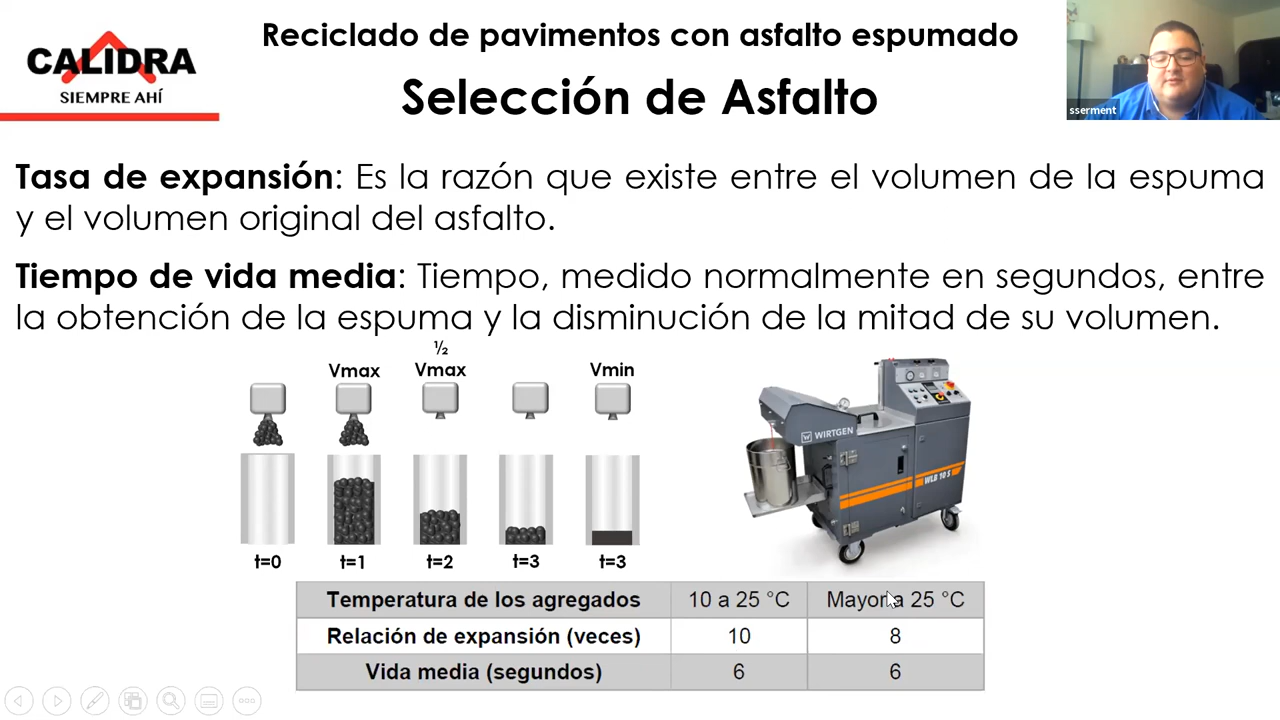 Reciclado de pavimentos con asfalto espumado
CALIDRA
SIEMPRE AHÍ
Selección de Asfalto
sserment
Tasa de expansión: Es la razón que existe entre el volumen de la espuma
y el volumen original del asfalto.
Tiempo de vida media: Tiempo, medido normalmente en segundos, entre
la obtención de la espuma y la disminución de la mitad de su volumen.
Vmax
½
Vmax
Vmin
t=0
t=1
t=2
t=3
t=3
WIRTGEN
WLB 10 S
Temperatura de los agregados 10 a 25 °C Mayor a 25 °C
Relación de expansión (veces) 10 8
Vida media (segundos) 6 6